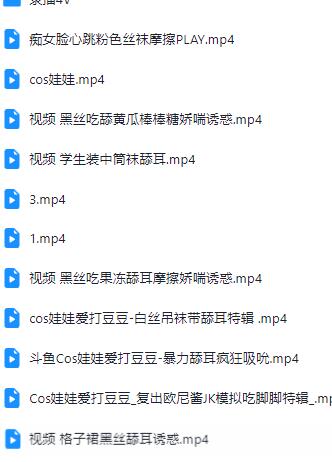 痴女脸心跳粉色丝袜摩擦PLAY.mp4
cos娃娃.mp4
视频 黑丝吃舔黄瓜棒棒糖娇喘诱惑.mp4
视频 学生装中筒袜舔耳.mp4
3.mp4
1.mp4
视频 黑丝吃果冻舔耳摩擦娇喘诱惑.mp4
cos娃娃爱打豆豆-白丝吊袜带舔耳特辑 .mp4
斗鱼Cos娃娃爱打豆豆-暴力舔耳疯狂吸吮.mp4
Cos娃娃爱打豆豆_复出欧尼酱JK模拟吃脚脚特辑_.mp
视频 格子裙黑丝舔耳诱惑.mp4